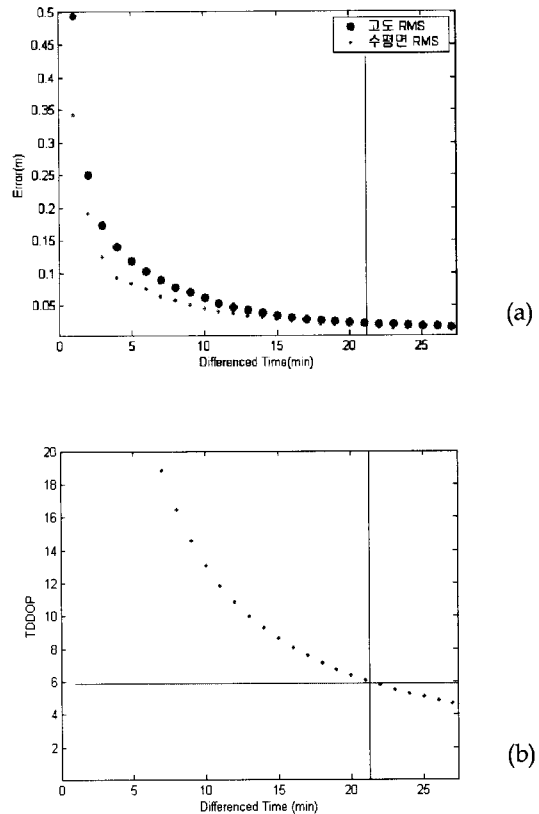 0.5
0.45
0.4
0.35
0.3
0.25
0.2
0.15
0.1
0.05
Error(m)
고도 RMS
수평면 RMS
0 5 10 15 20 25
Differenced Time(min)
(a)
20
18
16
14
12
10
8
6
4
2
TDDOP
0 5 10 15 20 25
Differenced Time (min)
(b)